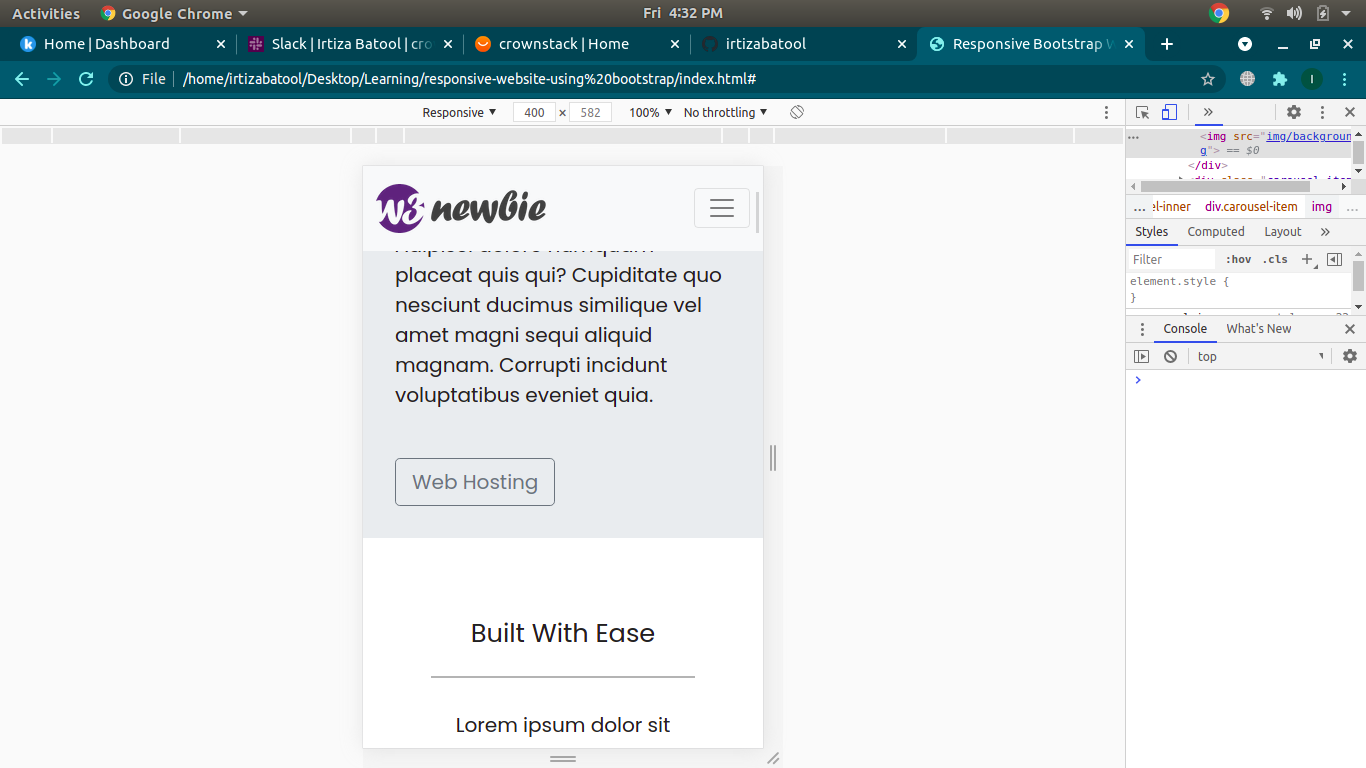 Activities Google Chrome Fri 4:32 PM
Home | Dashboard Slack | Irtiza Batool | cro crownstack | Home irtizabatool Responsive Bootstrap W
File /home/irtizabatool/Desktop/Learning/responsive-website-using%20bootstrap/index.html# I
Responsive 400 × 582 100% No throttling
<img src="img/backgroun
g"> == $0
</div>
… el-inner div.carousel-item img …
Styles Computed Layout
Filter :hov .cls
element.style {
}
Console What's New
top
W3 newbie
placeat quis qui? Cupiditate quo
nesciunt ducimus similique vel
amet magni sequi aliquid
magnam. Corrupti incidunt
voluptatibus eveniet quia.
Web Hosting
Built With Ease
Lorem ipsum dolor sit